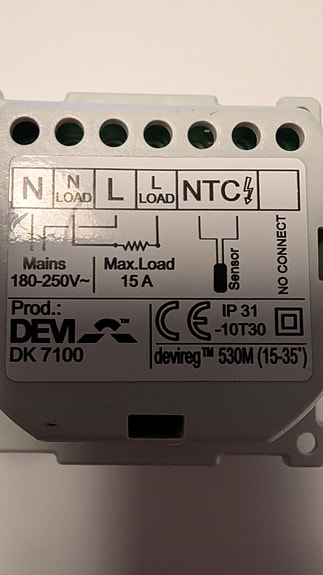 N N LOAD L L LOAD NTC
Mains Max.Load Sensor NO CONNECT
180-250V~ 15 A
Prod.: CE IP 31
DEVI™ -10T30
DK 7100 devireg™ 530M (15-35°)